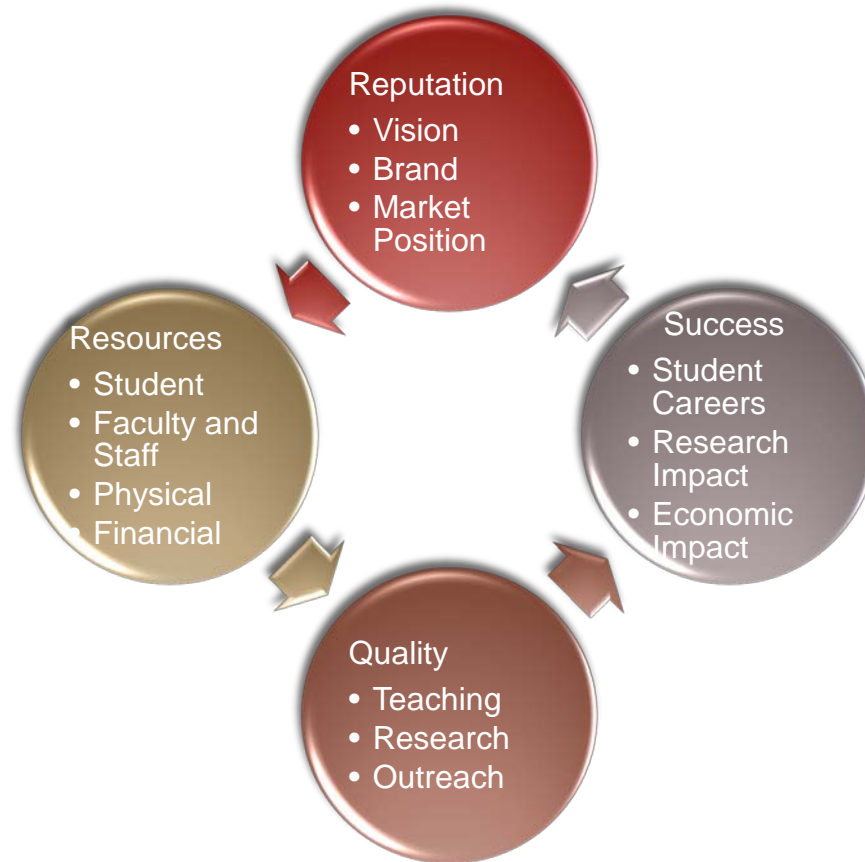 Reputation
• Vision
• Brand
• Market
Position
Resources
• Student
• Faculty and
Staff
• Physical
• Financial
Success
• Student
Careers
• Research
Impact
• Economic
Impact
Quality
• Teaching
• Research
• Outreach